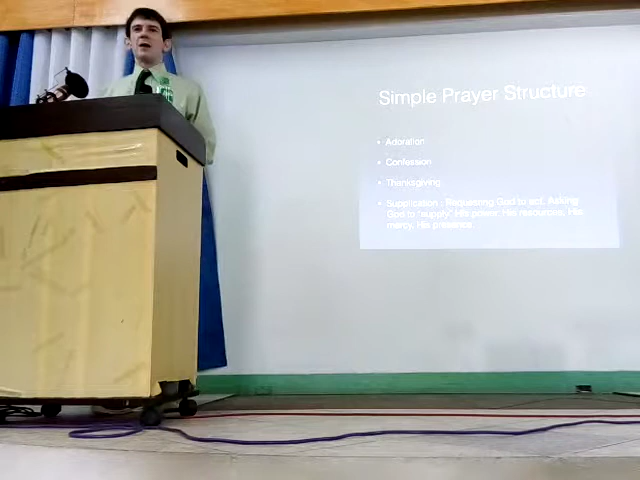 Simple Prayer Structure
• Adoration
• Confession
• Thanksgiving
• Supplication : Requesting God to act. Asking
God to "supply" His power. His resources, His
mercy, His presence.